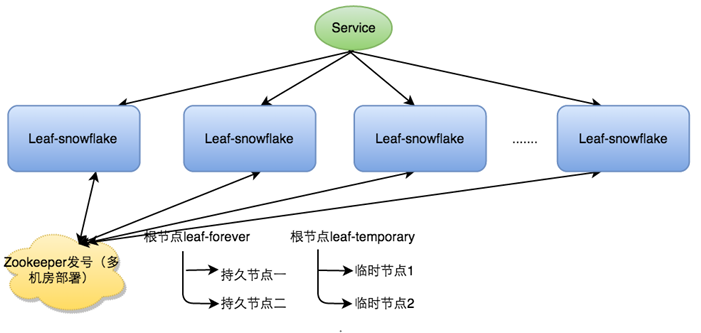 Service
Leaf-snowflake
Leaf-snowflake
Leaf-snowflake
.......
Leaf-snowflake
Zookeeper发号（多
机房部署）
根节点leaf-forever
持久节点一
持久节点二
根节点leaf-temporary
临时节点1
临时节点2